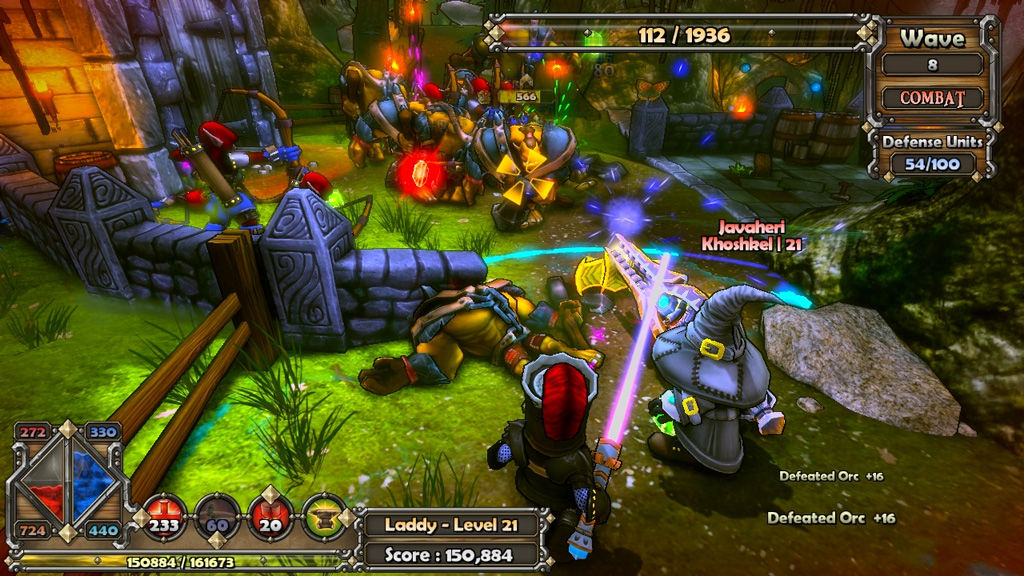 112 / 1936
Wave
8
COMBAT
Defense Units
54/100
566
Javaheri
Khoshkel | 21
Defeated Orc +16
Defeated Orc +16
272
330
724
440
233
60
20
Laddy - Level 21
Score : 150,884
150884 / 161673